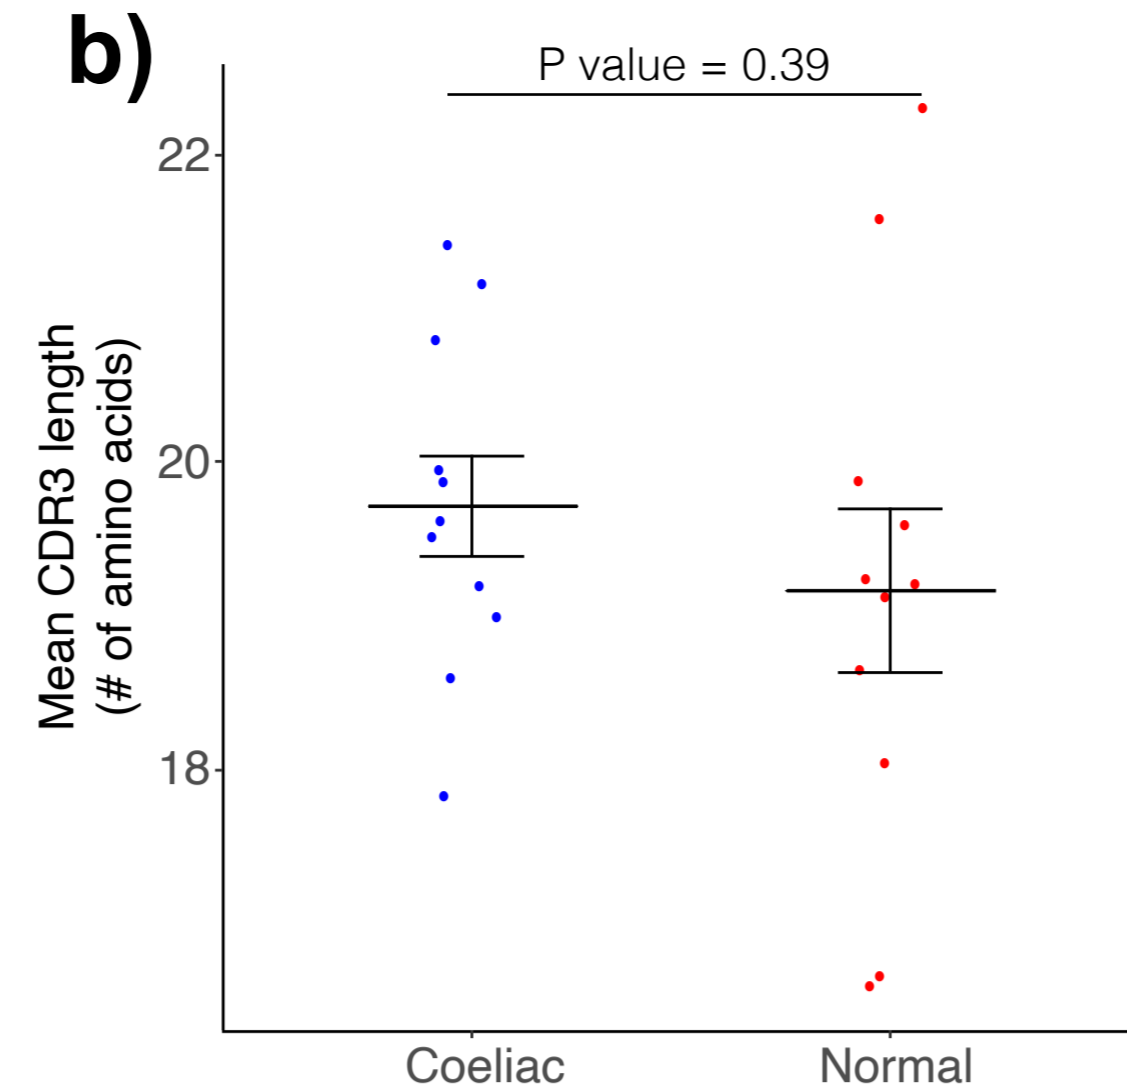 b)
P value = 0.39
22
20
18
Mean CDR3 length
(# of amino acids)
Coeliac
Normal